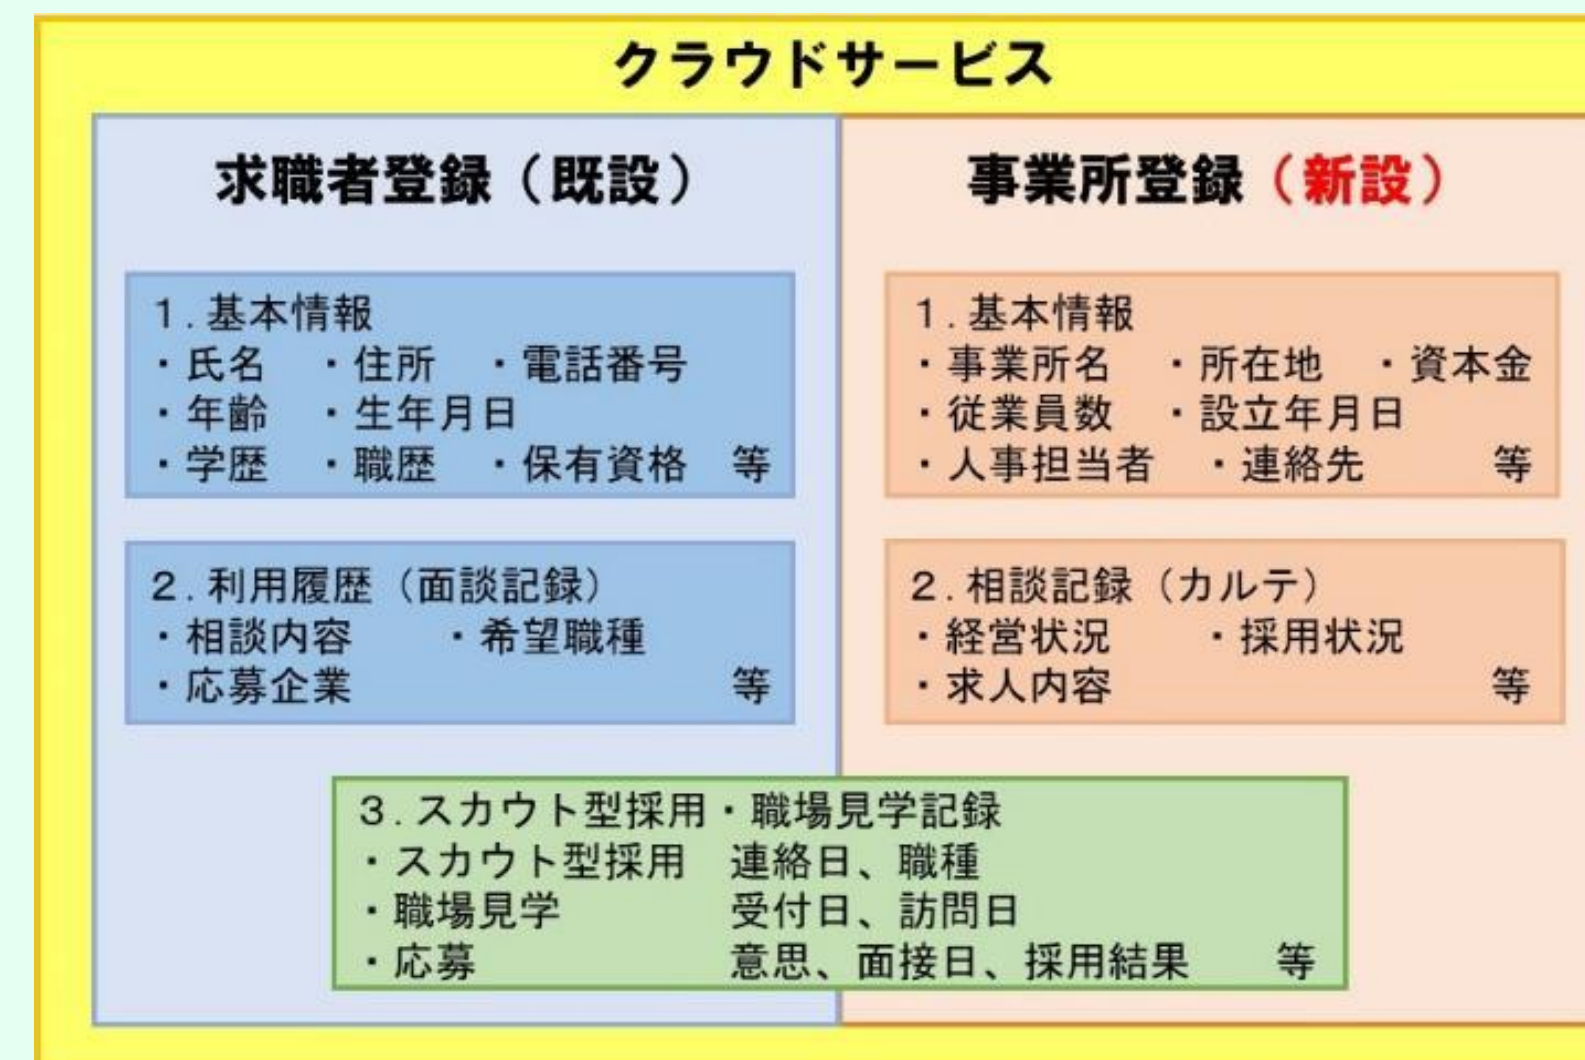 クラウドサービス
求職者登録（既設）
1．基本情報
・氏名　・住所　・電話番号
・年齢　・生年月日
・学歴　・職歴　・保有資格　等
2．利用履歴（面談記録）
・相談内容　・希望職種
・応募企業　等
事業所登録（新設）
1．基本情報
・事業所名　・所在地　・資本金
・従業員数　・設立年月日
・人事担当者　・連絡先　等
2．相談記録（カルテ）
・経営状況　・採用状況
・求人内容　等
3．スカウト型採用・職場見学記録
・スカウト型採用　連絡日、職種
・職場見学　受付日、訪問日
・応募　意思、面接日、採用結果　等